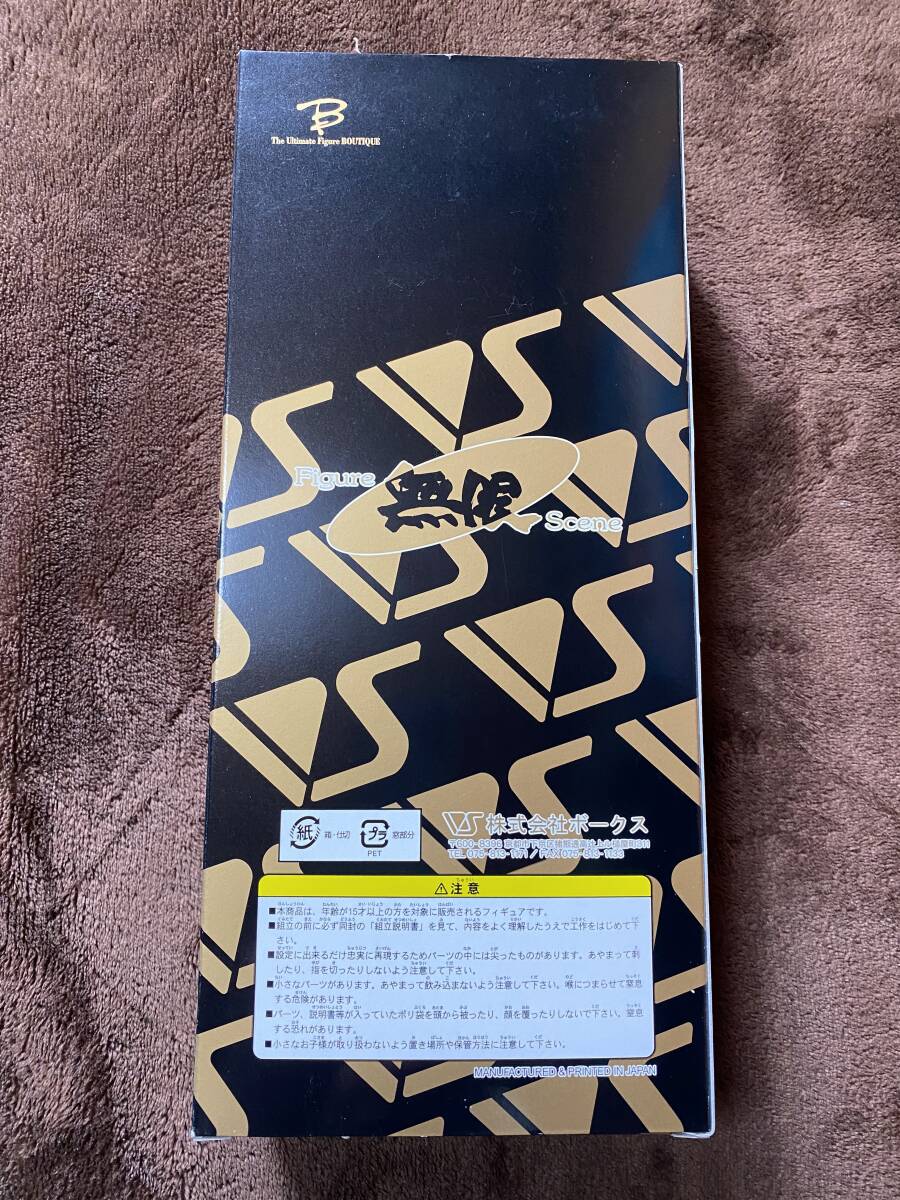 B
The Ultimate Figure BOUTIQUE
Figure
無限
Scene
VS 株式会社ボークス
TEL 075-813-1171 / FAX 075-813-1133
紙 箱・仕切 プラ 窓部分
PET
⚠注意
■本商品は、年齢が15才以上の方を対象に販売されるフィギュアです。
■組立の前に必ず同封の「組立説明書」を見て、内容をよく理解したうえで工作をはじめて下
さい。
■設定に出来るだけ忠実に再現するためパーツの中には尖ったものがあります。あやまって刺
したり、指を切ったりしないよう注意して下さい。
■小さなパーツがあります。あやまって飲み込まないよう注意して下さい。喉につまらせて窒息
する危険があります。
■パーツ、説明書等が入っていたポリ袋を頭から被ったり、顔を覆ったりしないで下さい。窒息
する恐れがあります。
■小さなお子様が取り扱わないよう置き場所や保管方法に注意して下さい。
MANUFACTURED & PRINTED IN JAPAN